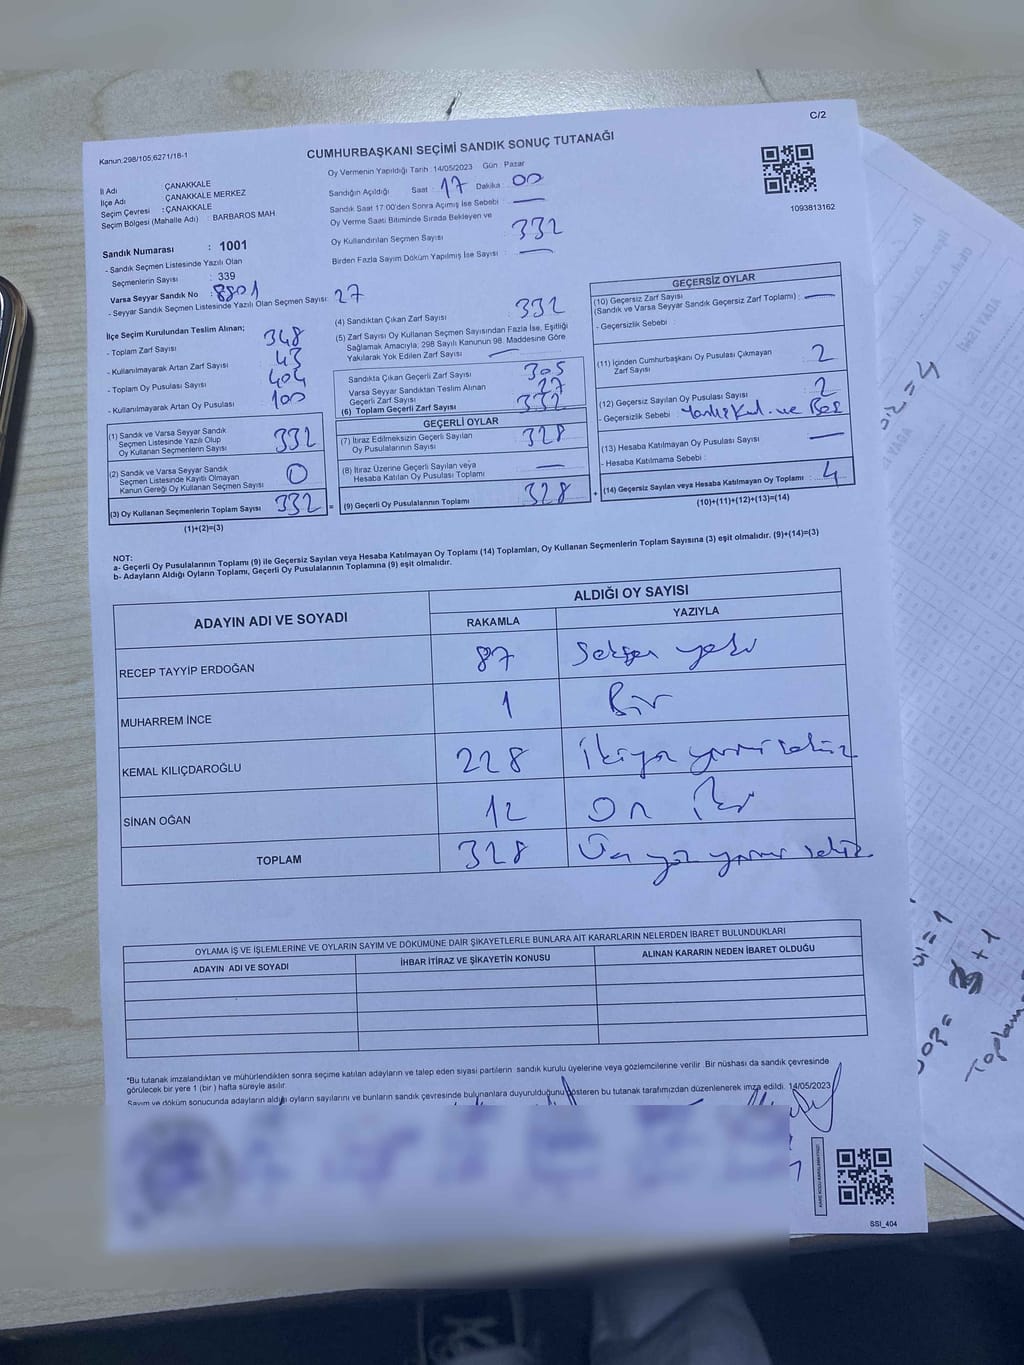 C/2
Kanun:298/105;6271/18-1
CUMHURBAŞKANI SEÇİMİ SANDIK SONUÇ TUTANAĞI
1093813162
İl Adı : ÇANAKKALE
İlçe Adı : ÇANAKKALE MERKEZ
Seçim Çevresi : ÇANAKKALE
Seçim Bölgesi (Mahalle Adı) : BARBAROS MAH
Sandık Numarası : 1001
- Sandık Seçmen Listesinde Yazılı Olan
Seçmenlerin Sayısı : 339
Varsa Seyyar Sandık No : 8801
- Seyyar Sandık Seçmen Listesinde Yazılı Olan Seçmen Sayısı: 27
Oy Vermenin Yapıldığı Tarih : 14/05/2023 Gün : Pazar
Sandığın Açıldığı Saat : 17 Dakika : 00
Sandık Saat 17:00'den Sonra Açımış İse Sebebi : —
Oy Verme Saati Bitiminde Sırada Bekleyen ve
Oy Kullandırılan Seçmen Sayısı 332
Birden Fazla Sayım Döküm Yapılmış İse Sayısı : —
İlçe Seçim Kurulundan Teslim Alınan;
- Toplam Zarf Sayısı 348
- Kullanılmayarak Artan Zarf Sayısı 43
- Toplam Oy Pusulası Sayısı 404
- Kullanılmayarak Artan Oy Pusulası 100
(1) Sandık ve Varsa Seyyar Sandık
Seçmen Listesinde Yazılı Olup
Oy Kullanan Seçmenlerin Sayısı 332
(2) Sandık ve Varsa Seyyar Sandık
Seçmen Listesinde Kayıtlı Olmayan
Kanun Gereği Oy Kullanan Seçmen Sayısı 0
(3) Oy Kullanan Seçmenlerin Toplam Sayısı 332 =
(1)+(2)=(3)
(4) Sandıktan Çıkan Zarf Sayısı 332
(5) Zarf Sayısı Oy Kullanan Seçmen Sayısından Fazla İse, Eşitliği
Sağlamak Amacıyla, 298 Sayılı Kanunun 98. Maddesine Göre
Yakılarak Yok Edilen Zarf Sayısı —
Sandıkta Çıkan Geçerli Zarf Sayısı 305
Varsa Seyyar Sandıktan Teslim Alınan
Geçerli Zarf Sayısı 27
(6) Toplam Geçerli Zarf Sayısı 332
GEÇERLİ OYLAR
(7) İtiraz Edilmeksizin Geçerli Sayılan
Oy Pusulalarının Sayısı 328
(8) İtiraz Üzerine Geçerli Sayılan veya
Hesaba Katılan Oy Pusulası Toplamı —
(9) Geçerli Oy Pusulalarının Toplamı 328 +
GEÇERSİZ OYLAR
(10) Geçersiz Zarf Sayısı
(Sandık ve Varsa Seyyar Sandık Geçersiz Zarf Toplamı) : —
- Geçersizlik Sebebi :
(11) İçinden Cumhurbaşkanı Oy Pusulası Çıkmayan
Zarf Sayısı 2
(12) Geçersiz Sayılan Oy Pusulası Sayısı 2
- Geçersizlik Sebebi : Yanlış Kul. ve Boş
(13) Hesaba Katılmayan Oy Pusulası Sayısı —
- Hesaba Katılmama Sebebi :
(14) Geçersiz Sayılan veya Hesaba Katılmayan Oy Toplamı : 4
(10)+(11)+(12)+(13)=(14)
NOT:
a- Geçerli Oy Pusulalarının Toplamı (9) ile Geçersiz Sayılan veya Hesaba Katılmayan Oy Toplamı (14) Toplamları, Oy Kullanan Seçmenlerin Toplam Sayısına (3) eşit olmalıdır. (9)+(14)=(3)
b- Adayların Aldığı Oyların Toplamı, Geçerli Oy Pusulalarının Toplamına (9) eşit olmalıdır.
ADAYIN ADI VE SOYADI
ALDIĞI OY SAYISI
RAKAMLA YAZIYLA
RECEP TAYYİP ERDOĞAN 87 Seksen yedi
MUHARREM İNCE 1 Bir
KEMAL KILIÇDAROĞLU 228 İkiyüz yirmi sekiz
SİNAN OĞAN 12 On iki
TOPLAM 328 Üç yüz yirmi sekiz
OYLAMA İŞ VE İŞLEMLERİNE VE OYLARIN SAYIM VE DÖKÜMÜNE DAİR ŞİKAYETLERLE BUNLARA AİT KARARLARIN NELERDEN İBARET BULUNDUKLARI
ADAYIN ADI VE SOYADI İHBAR İTİRAZ VE ŞİKAYETİN KONUSU ALINAN KARARIN NEDEN İBARET OLDUĞU
*Bu tutanak imzalandıktan ve mühürlendikten sonra seçime katılan adayların ve talep eden siyasi partilerin sandık kurulu üyelerine veya gözlemcilerine verilir. Bir nüshası da sandık çevresinde
görülecek bir yere 1 (bir ) hafta süreyle asılır.
Sayım ve döküm sonucunda adayların aldığı oyların sayılarını ve bunların sandık çevresinde bulunanlara duyurulduğunu gösteren bu tutanak tarafımızdan düzenlenerek imza edildi. 14/05/2023
SSI_404
= 4
= 1
= 3 + 1
Toplam